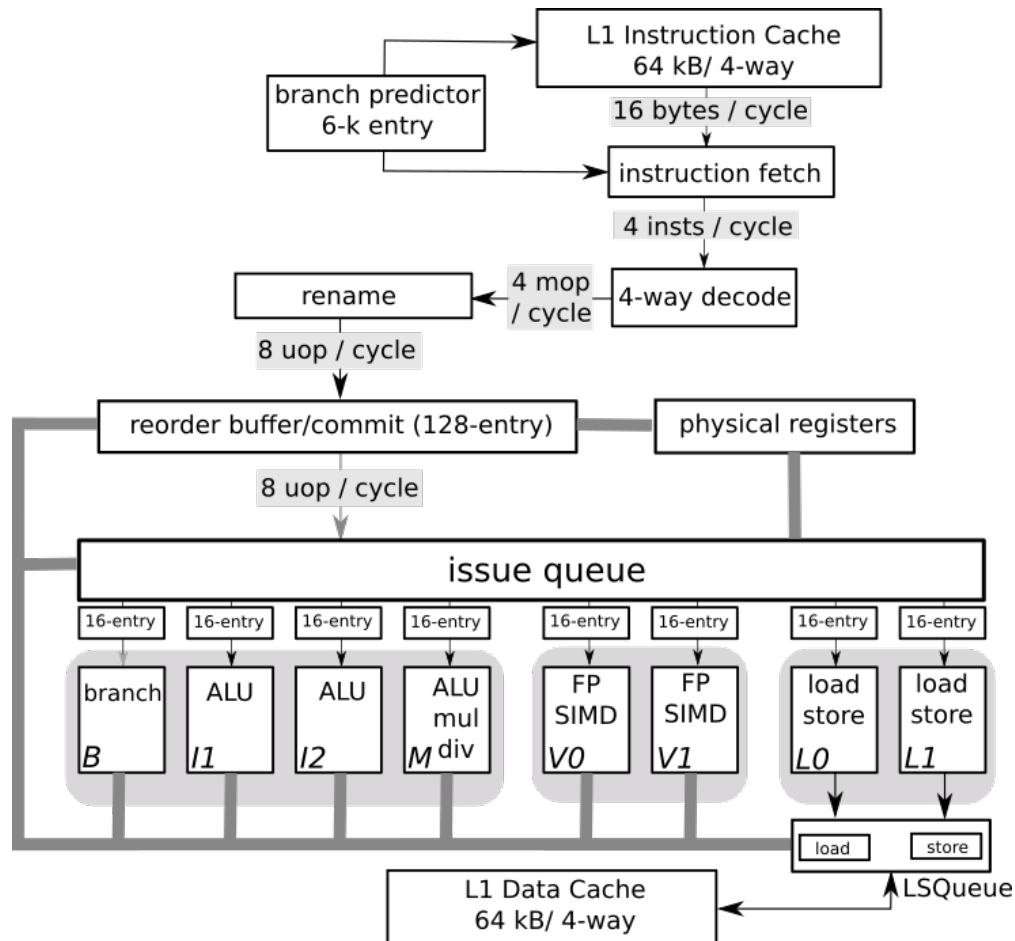 L1 Instruction Cache
64 kB/ 4-way
branch predictor
6-k entry
16 bytes / cycle
instruction fetch
4 insts / cycle
rename
4 mop
/ cycle
4-way decode
8 uop / cycle
reorder buffer/commit (128-entry)
physical registers
8 uop / cycle
issue queue
16-entry
16-entry
16-entry
16-entry
16-entry
16-entry
16-entry
16-entry
branch
B
ALU
I1
ALU
I2
ALU
mul
div
M
FP
SIMD
V0
FP
SIMD
V1
load
store
L0
load
store
L1
load
store
LSQueue
L1 Data Cache
64 kB/ 4-way